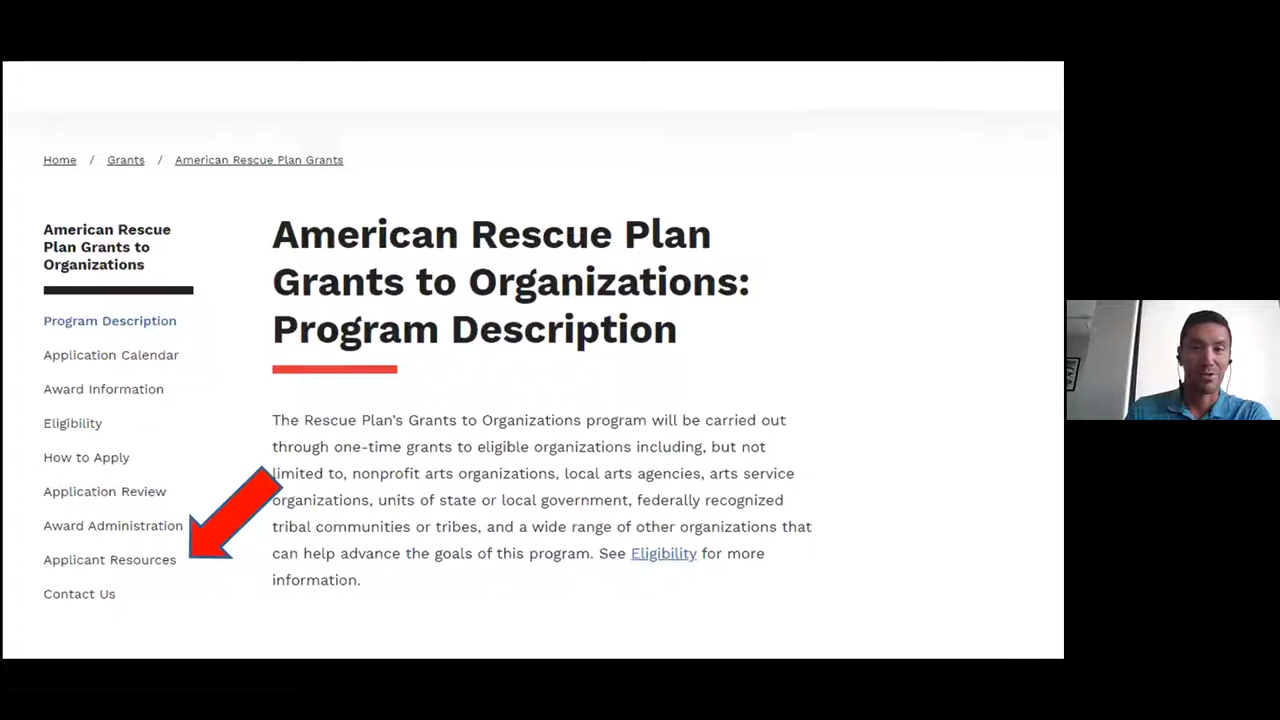 Home / Grants / American Rescue Plan Grants
American Rescue
Plan Grants to
Organizations
Program Description
Application Calendar
Award Information
Eligibility
How to Apply
Application Review
Award Administration
Applicant Resources
Contact Us
American Rescue Plan
Grants to Organizations:
Program Description
The Rescue Plan’s Grants to Organizations program will be carried out
through one-time grants to eligible organizations including, but not
limited to, nonprofit arts organizations, local arts agencies, arts service
organizations, units of state or local government, federally recognized
tribal communities or tribes, and a wide range of other organizations that
can help advance the goals of this program. See Eligibility for more
information.